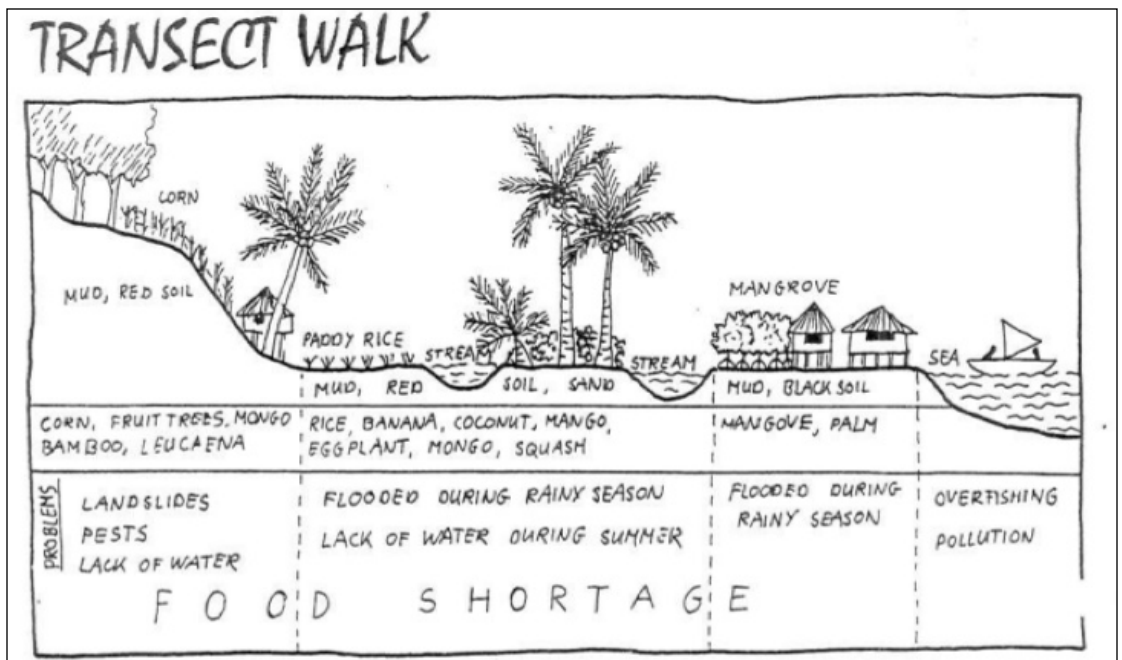 TRANSECT WALK
CORN
MUD, RED SOIL
PADDY RICE
STREAM
MUD, RED SOIL, SAND
STREAM
MANGROVE
MUD, BLACK SOIL
SEA
CORN, FRUIT TREES, MONGO
BAMBOO, LEUCAENA
RICE, BANANA, COCONUT, MANGO,
EGGPLANT, MONGO, SQUASH
MANGOVE, PALM
PROBLEMS
LANDSLIDES
PESTS
LACK OF WATER
FLOODED DURING RAINY SEASON
LACK OF WATER DURING SUMMER
FLOODED DURING
RAINY SEASON
OVERFISHING
POLLUTION
FOOD SHORTAGE